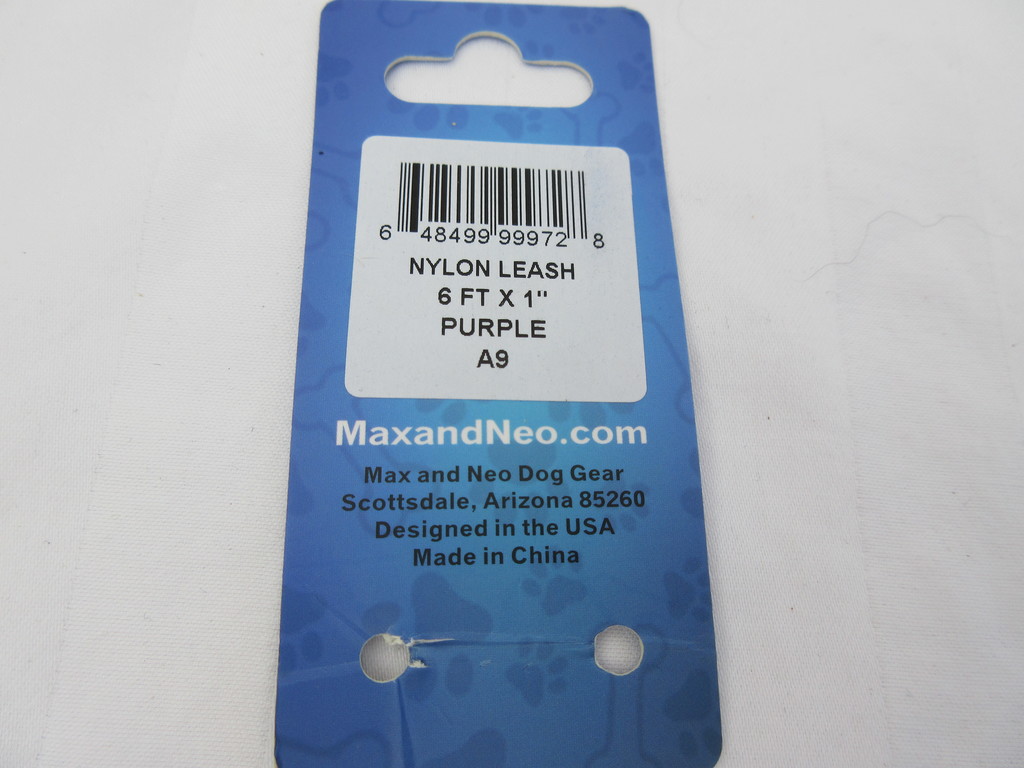 6 48499 99972 8
NYLON LEASH
6 FT X 1"
PURPLE
A9
MaxandNeo.com
Max and Neo Dog Gear
Scottsdale, Arizona 85260
Designed in the USA
Made in China